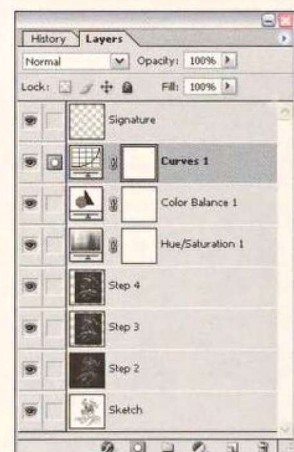 History Layers
Normal Opacity: 100%
Lock: Fill: 100%
Signature
Curves 1
Color Balance 1
Hue/Saturation 1
Step 4
Step 3
Step 2
Sketch